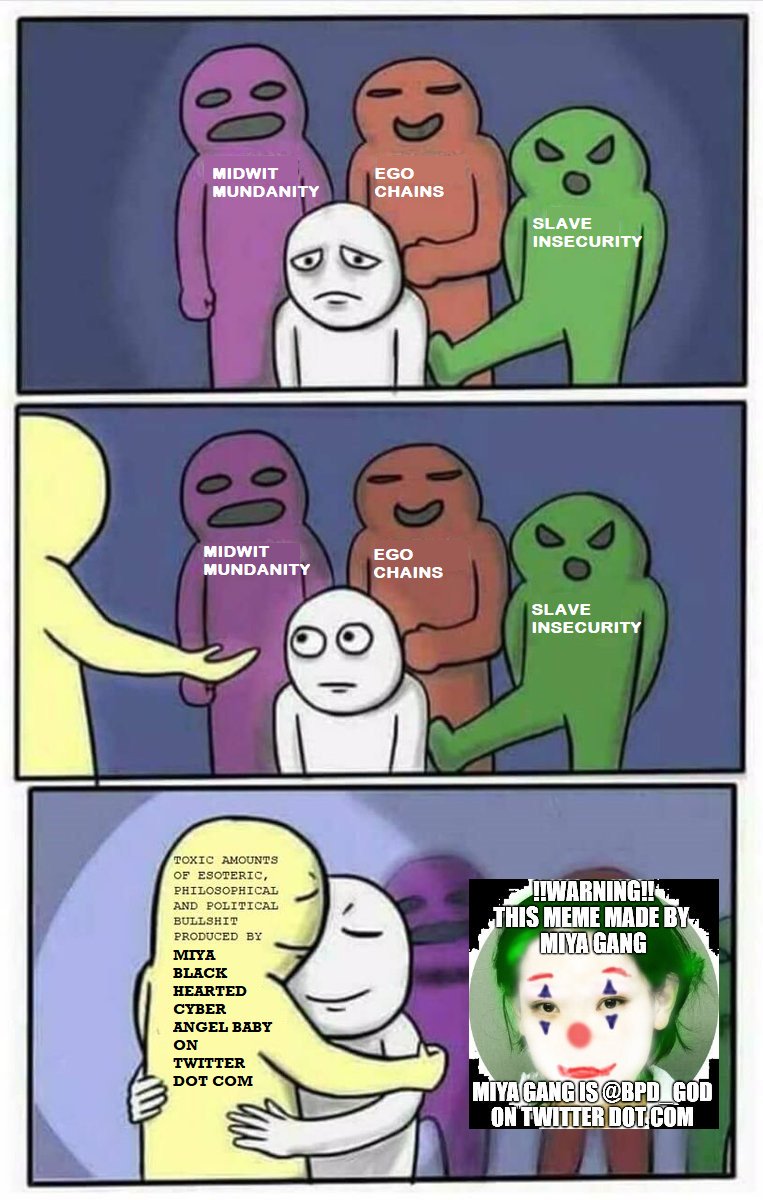 MIDWIT
MUNDANITY
EGO
CHAINS
SLAVE
INSECURITY
MIDWIT
MUNDANITY
EGO
CHAINS
SLAVE
INSECURITY
TOXIC AMOUNTS
OF ESOTERIC,
PHILOSOPHICAL
AND POLITICAL
BULLSHIT
PRODUCED BY
MIYA
BLACK
HEARTED
CYBER
ANGEL BABY
ON
TWITTER
DOT COM
!!WARNING!!
THIS MEME MADE BY
MIYA GANG
MIYA GANG IS @BPD_GOD
ON TWITTER DOT COM